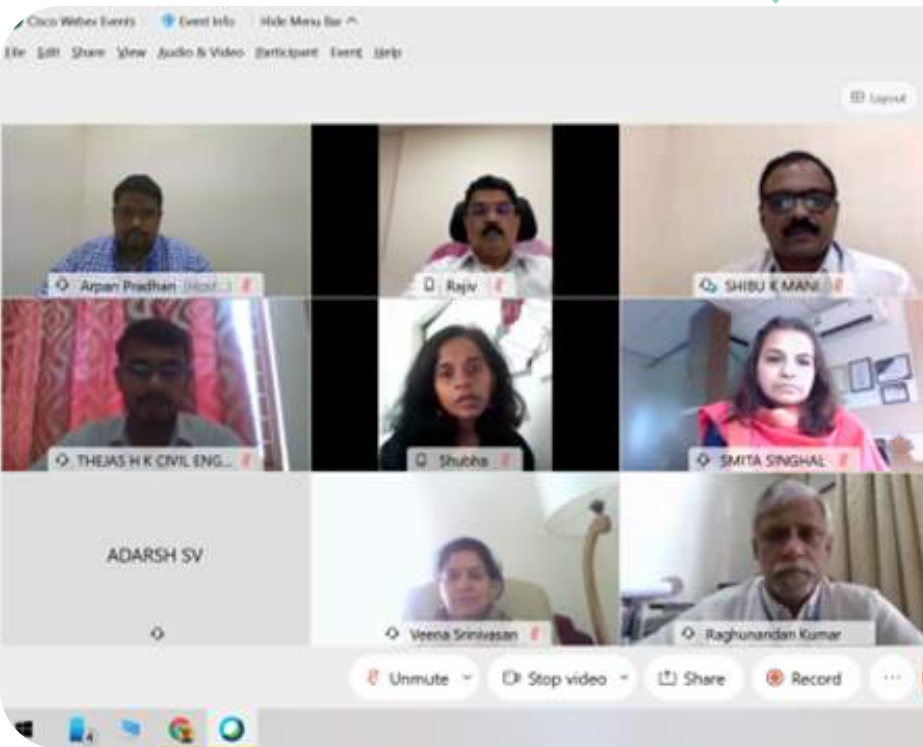 Cisco Webex Events Event Info Hide Menu Bar
File Edit Share View Audio & Video Participant Event Help
Layout
Arpan Pradhan (Host...)
Rajiv
SHIBU K MANI
THEJAS H K CIVIL ENG...
Shubha
SMITA SINGHAL
ADARSH SV
Veena Srinivasan
Raghunandan Kumar
Unmute Stop video Share Record ...
4